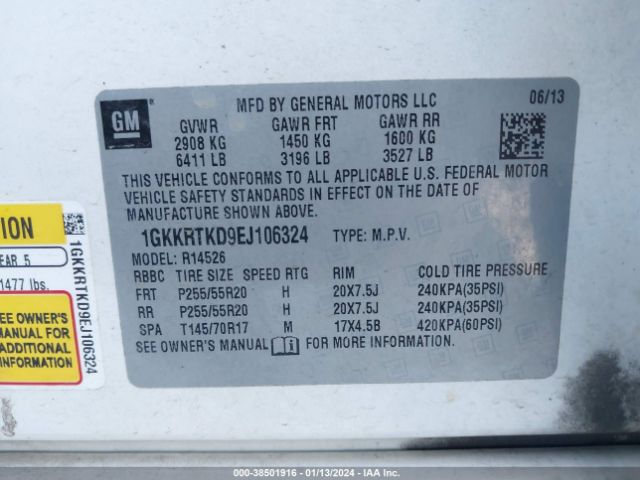 GM
MFD BY GENERAL MOTORS LLC 06/13
GVWR GAWR FRT GAWR RR
2908 KG 1450 KG 1600 KG
6411 LB 3196 LB 3527 LB
THIS VEHICLE CONFORMS TO ALL APPLICABLE U.S. FEDERAL MOTOR
VEHICLE SAFETY STANDARDS IN EFFECT ON THE DATE OF
MANUFACTURE SHOWN ABOVE.
1GKKRTKD9EJ106324 TYPE: M.P.V.
MODEL: R14526
RBBC TIRE SIZE SPEED RTG RIM COLD TIRE PRESSURE
FRT P255/55R20 H 20X7.5J 240KPA(35PSI)
RR P255/55R20 H 20X7.5J 240KPA(35PSI)
SPA T145/70R17 M 17X4.5B 420KPA(60PSI)
SEE OWNER'S MANUAL FOR MORE INFORMATION.
TION
EAR 5
1477 lbs.
OWNER'S
MANUAL FOR
ADDITIONAL
INFORMATION
1GKKRTKD9EJ106324
000-38501916 - 01/13/2024 - IAA Inc.